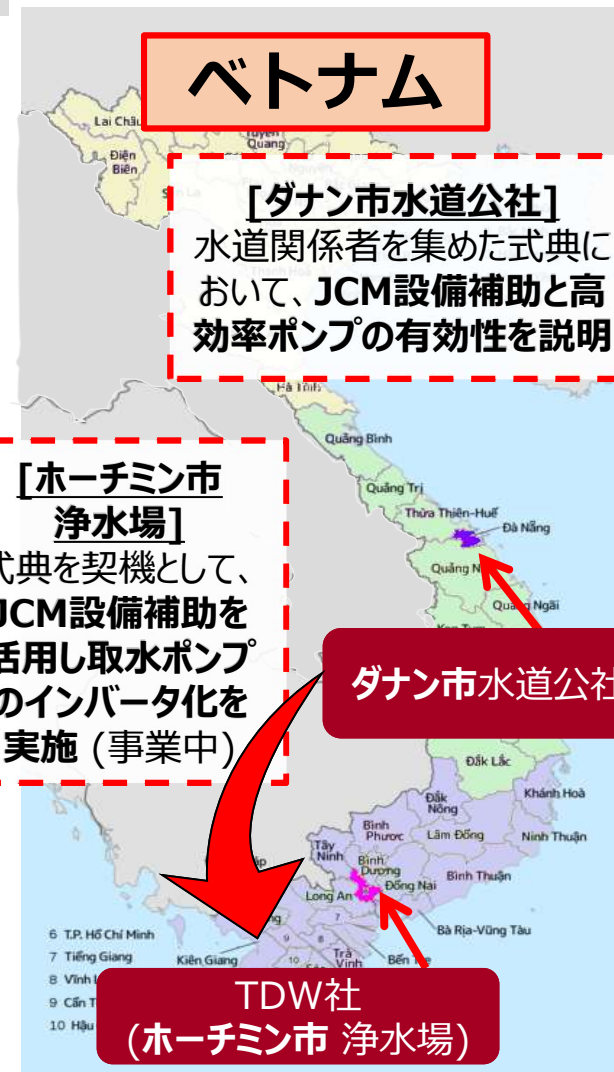 ベトナム
Lai Châu
Điện
Biên
Tuyên
Quang
[ダナン市水道公社]
水道関係者を集めた式典に
おいて、JCM設備補助と高
効率ポンプの有効性を説明
Hà Tĩnh
Quảng Bình
Quảng Trị
Thừa Thiên-Huế
Đà Nẵng
Quảng
Quảng Ngãi
[ホーチミン市
浄水場]
式典を契機として、
JCM設備補助を
活用し取水ポンプ
のインバータ化を
実施 (事業中)
ダナン市水道公社
Đắk Lắc
Đắk
Nông
Khánh Hoà
Bình
Phước
Lâm Đồng
Ninh Thuận
Tây
Ninh
Bình
Dương
Đồng Nai
Bình Thuận
Long An
Bà Rịa-Vũng Tàu
7
9
8
10
Trà
Vinh
Bến Tre
Kiên Giang
6 T.P. Hồ Chí Minh
7 Tiếng Giang
8 Vĩnh
9 Cần T
10 Hậu
TDW社
(ホーチミン市 浄水場)